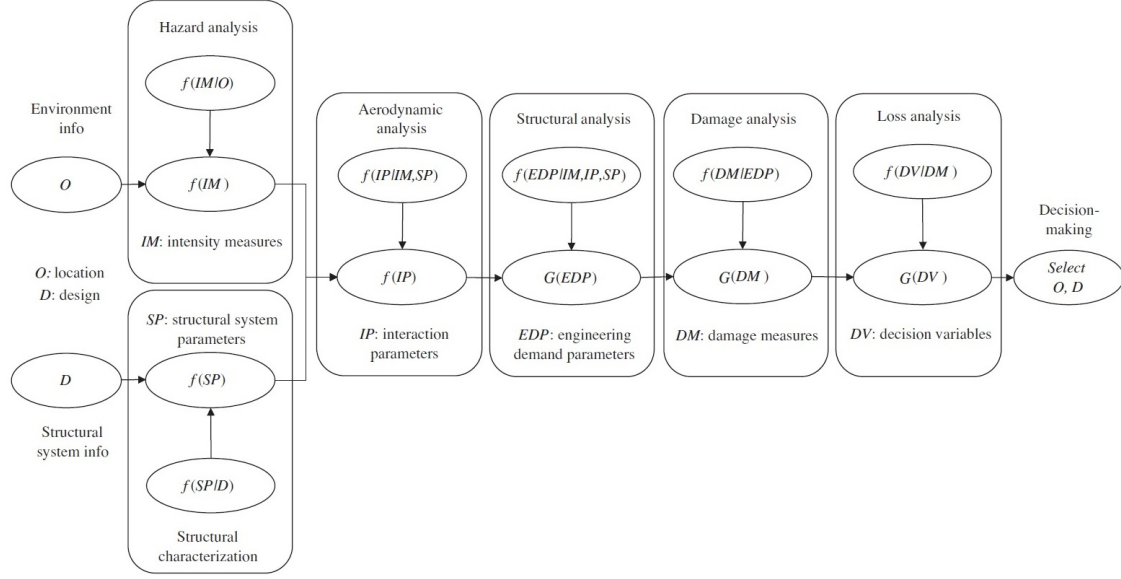 Hazard analysis
f(IM|O)
Environment
info
O
f(IM)
IM: intensity measures
O: location
D: design
SP: structural system
parameters
D
f(SP)
Structural
system info
f(SP|D)
Structural
characterization
Aerodynamic
analysis
f(IP|IM,SP)
f(IP)
IP: interaction
parameters
Structural analysis
f(EDP|IM,IP,SP)
G(EDP)
EDP: engineering
demand parameters
Damage analysis
f(DM|EDP)
G(DM)
DM: damage measures
Loss analysis
f(DV|DM)
G(DV)
DV: decision variables
Decision-
making
Select
O, D